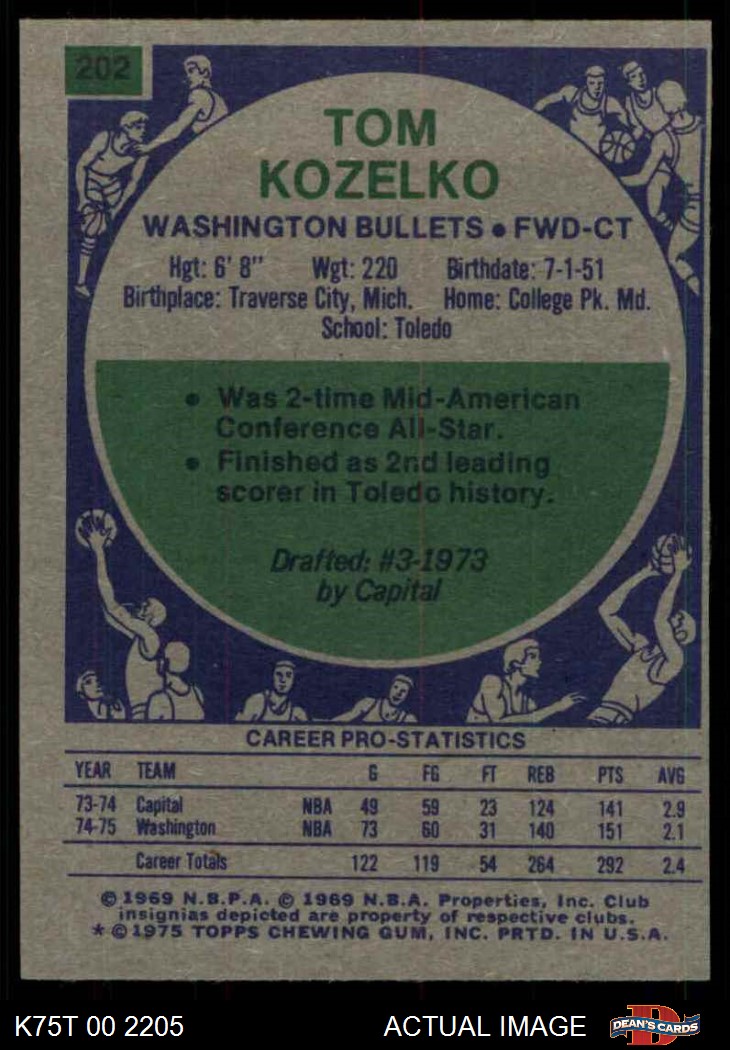 202
TOM
KOZELKO
WASHINGTON BULLETS • FWD-CT
Hgt: 6' 8" Wgt: 220 Birthdate: 7-1-51
Birthplace: Traverse City, Mich. Home: College Pk. Md.
School: Toledo
• Was 2-time Mid-American
Conference All-Star.
• Finished as 2nd leading
scorer in Toledo history.
Drafted: #3-1973
by Capital
CAREER PRO-STATISTICS
YEAR TEAM G FG FT REB PTS AVG
73-74 Capital NBA 49 59 23 124 141 2.9
74-75 Washington NBA 73 60 31 140 151 2.1
Career Totals 122 119 54 264 292 2.4
© 1969 N.B.P.A. © 1969 N.B.A. Properties, Inc. Club
insignias depicted are property of respective clubs.
* © 1975 TOPPS CHEWING GUM, INC. PRTD. IN U.S.A.
K75T 00 2205 ACTUAL IMAGE D DEAN'S CARDS